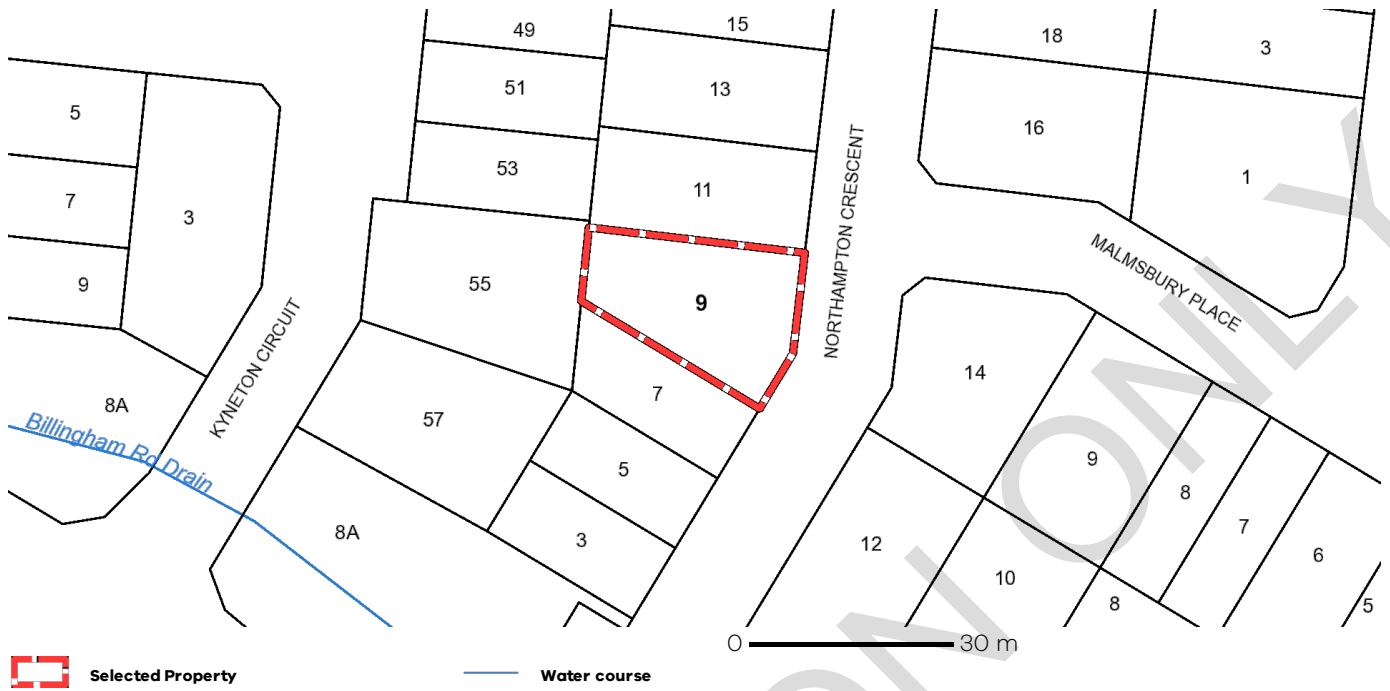 49
15
18
3
51
13
5
16
53
11
1
7
3
9
55
9
NORTHAMPTON CRESCENT
MALMSBURY PLACE
KYNETON CIRCUIT
14
7
8A
57
Billingham Rd Drain
5
9
8
7
6
3
8A
12
10
8
5
0 30 m
Selected Property
Water course
ON ONLY